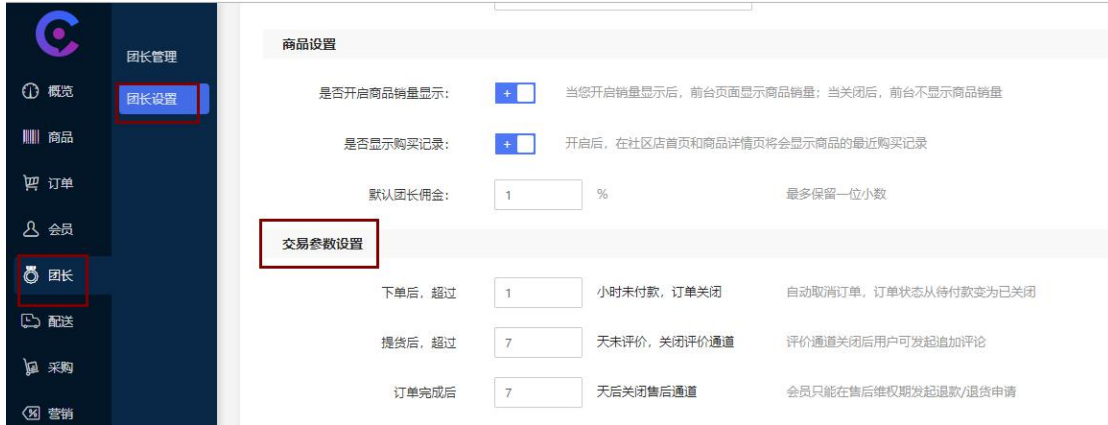 概览
商品
订单
会员
团长
配送
采购
营销
团长管理
团长设置
商品设置
是否开启商品销量显示： + 当您开启销量显示后，前台页面显示商品销量；当关闭后，前台不显示商品销量
是否显示购买记录： + 开启后，在社区店首页和商品详情页将会显示商品的最近购买记录
默认团长佣金： 1 % 最多保留一位小数
交易参数设置
下单后，超过 1 小时未付款，订单关闭 自动取消订单，订单状态从待付款变为已关闭
提货后，超过 7 天未评价，关闭评价通道 评价通道关闭后用户可发起追加评论
订单完成后 7 天后关闭售后通道 会员只能在售后维权期发起退款/退货申请